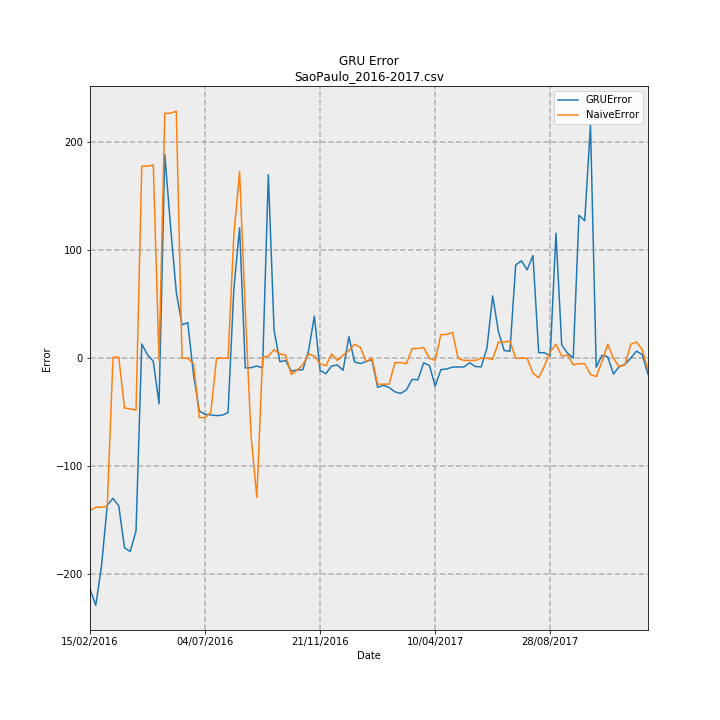 GRU Error
SaoPaulo_2016-2017.csv
GRUError
NaiveError
200
100
0
−100
−200
Error
15/02/2016
04/07/2016
21/11/2016
10/04/2017
28/08/2017
Date